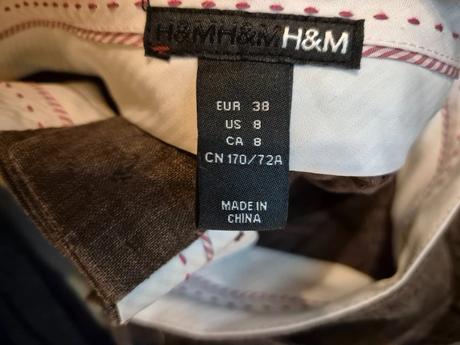 H&MH&MH&M
EUR 38
US 8
CA 8
CN 170/72A
MADE IN
CHINA